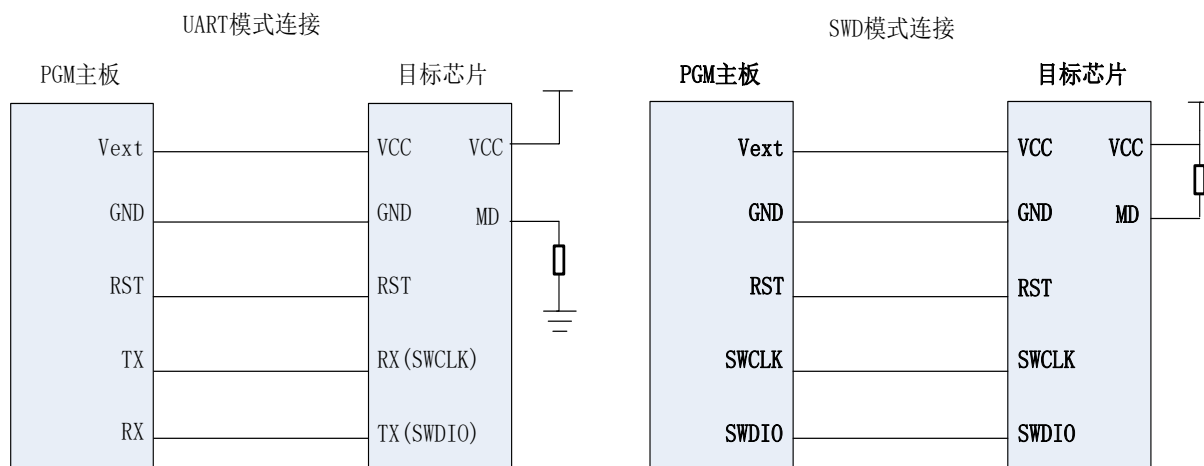 UART模式连接
PGM主板
目标芯片
Vext
VCC
VCC
GND
GND
MD
RST
RST
TX
RX(SWCLK)
RX
TX(SWDIO)
SWD模式连接
PGM主板
目标芯片
Vext
VCC
VCC
GND
GND
MD
RST
RST
SWCLK
SWCLK
SWDIO
SWDIO